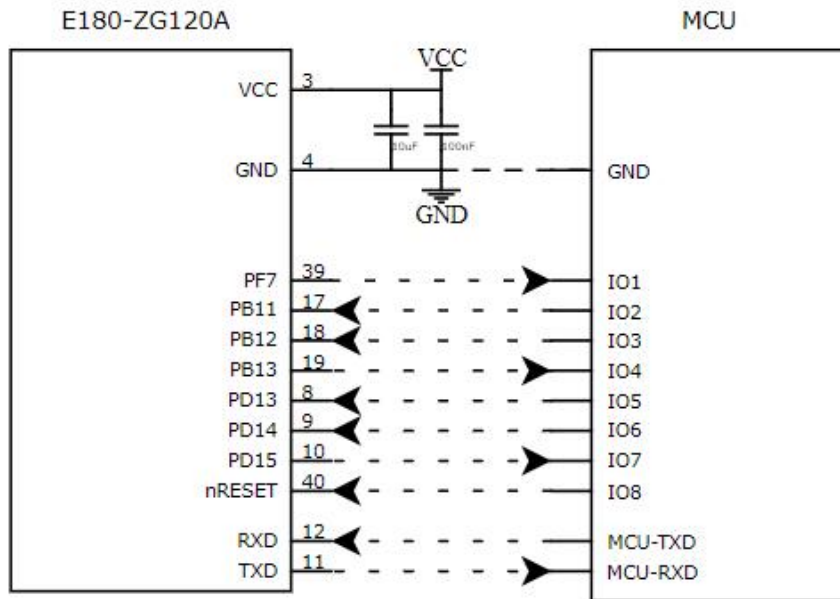 E180-ZG120A MCU
VCC 3 VCC
10uF 100nF
GND 4 GND
GND
PF7 39 IO1
PB11 17 IO2
PB12 18 IO3
PB13 19 IO4
PD13 8 IO5
PD14 9 IO6
PD15 10 IO7
nRESET 40 IO8
RXD 12 MCU-TXD
TXD 11 MCU-RXD